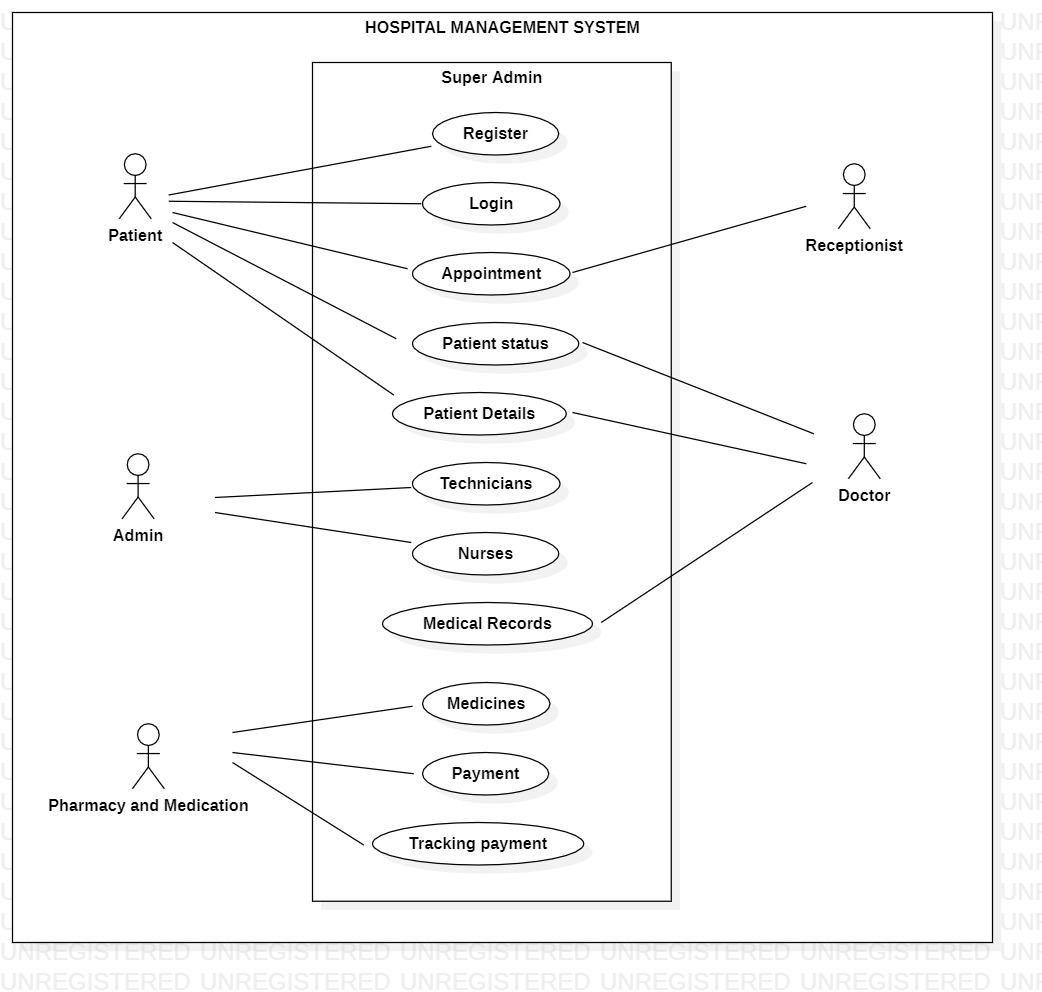 HOSPITAL MANAGEMENT SYSTEM
Super Admin
Register
Login
Appointment
Patient status
Patient Details
Technicians
Nurses
Medical Records
Medicines
Payment
Tracking payment
Patient
Admin
Pharmacy and Medication
Receptionist
Doctor
UNREGISTERED UNREGISTERED UNREGISTERED UNREGISTERED UNREGISTERED UNR
UNREGISTERED UNREGISTERED UNREGISTERED UNREGISTERED UNREGISTERED UNR